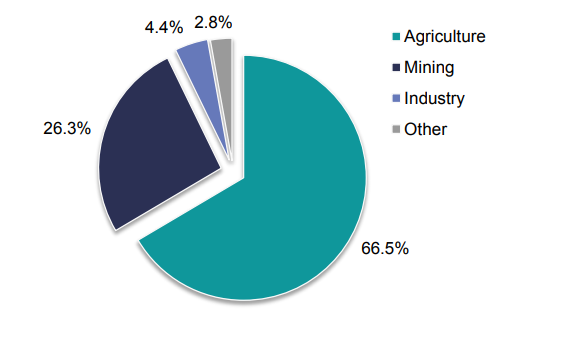 4.4%
2.8%
Agriculture
Mining
Industry
Other
26.3%
66.5%